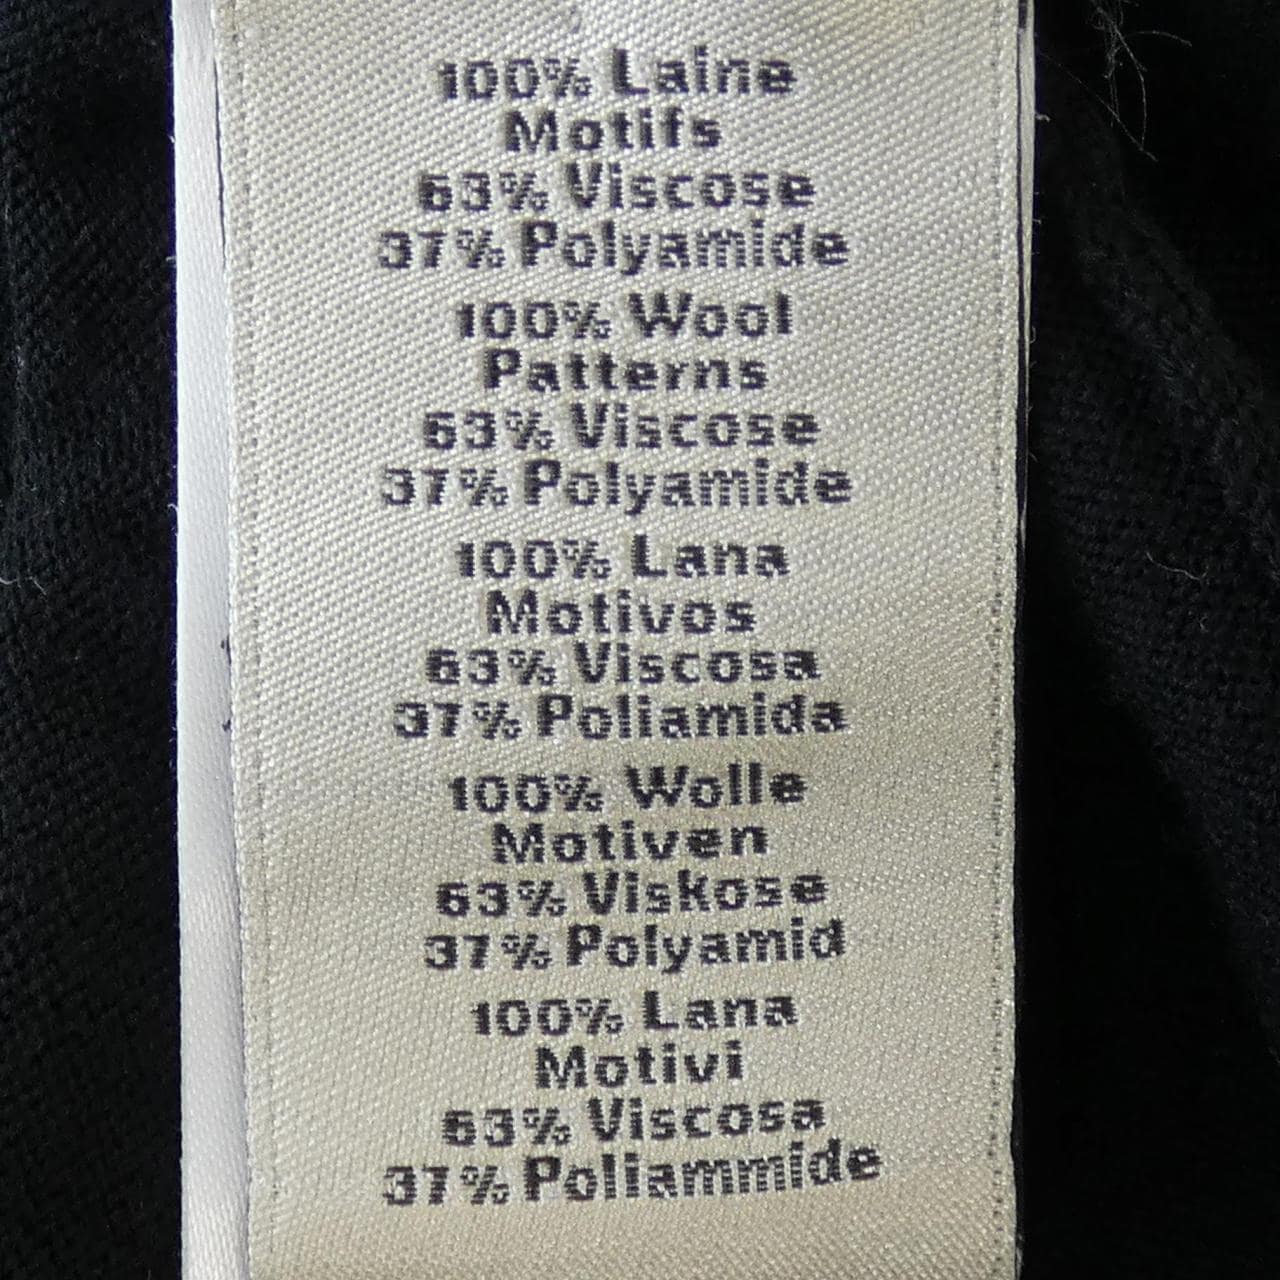 100% Laine
Motifs
63% Viscose
37% Polyamide
100% Wool
Patterns
63% Viscose
37% Polyamide
100% Lana
Motivos
63% Viscosa
37% Poliamida
100% Wolle
Motiven
63% Viskose
37% Polyamid
100% Lana
Motivi
63% Viscosa
37% Poliammide